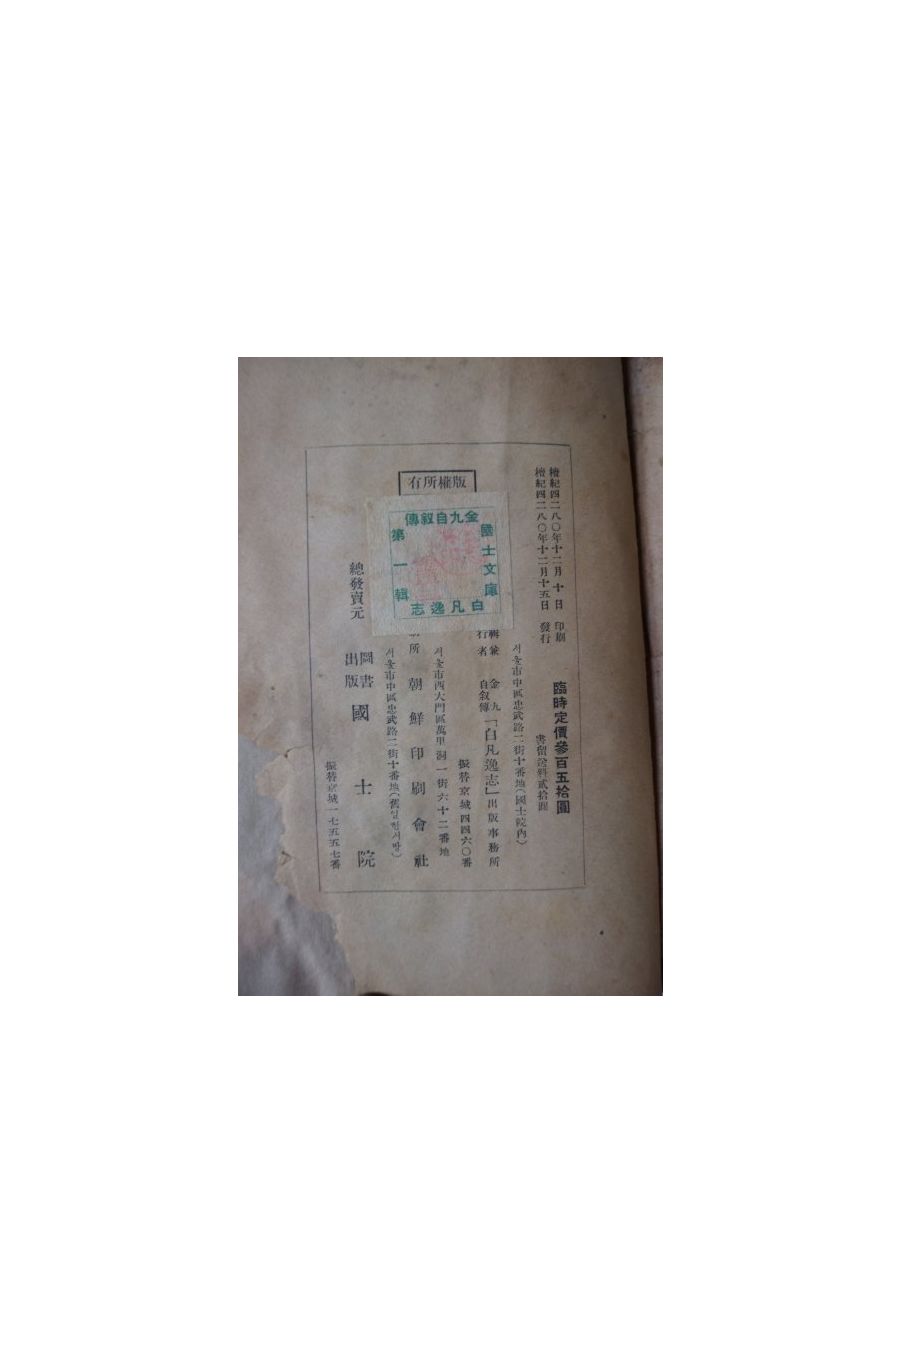 檀紀四二八〇年十二月 十 日 印刷
檀紀四二八〇年十二月十五日 發行
臨時定價參百五拾圓
書留送料貳拾圓
서울市中區忠武路二街十番地(國士院內)
輯兼
行者
金九
自叙傳
「白凡逸志」出版事務所
振替京城四四六〇番
서울市西大門區萬里洞一街六十二番地
刷所 朝鮮印刷會社
서울市中區忠武路二街十番地(舊일한서방)
總發賣元
圖書
出版
國士院
振替京城一七五五七番
版權所有
金九自叙傳
國士文庫
第一輯
白凡逸志